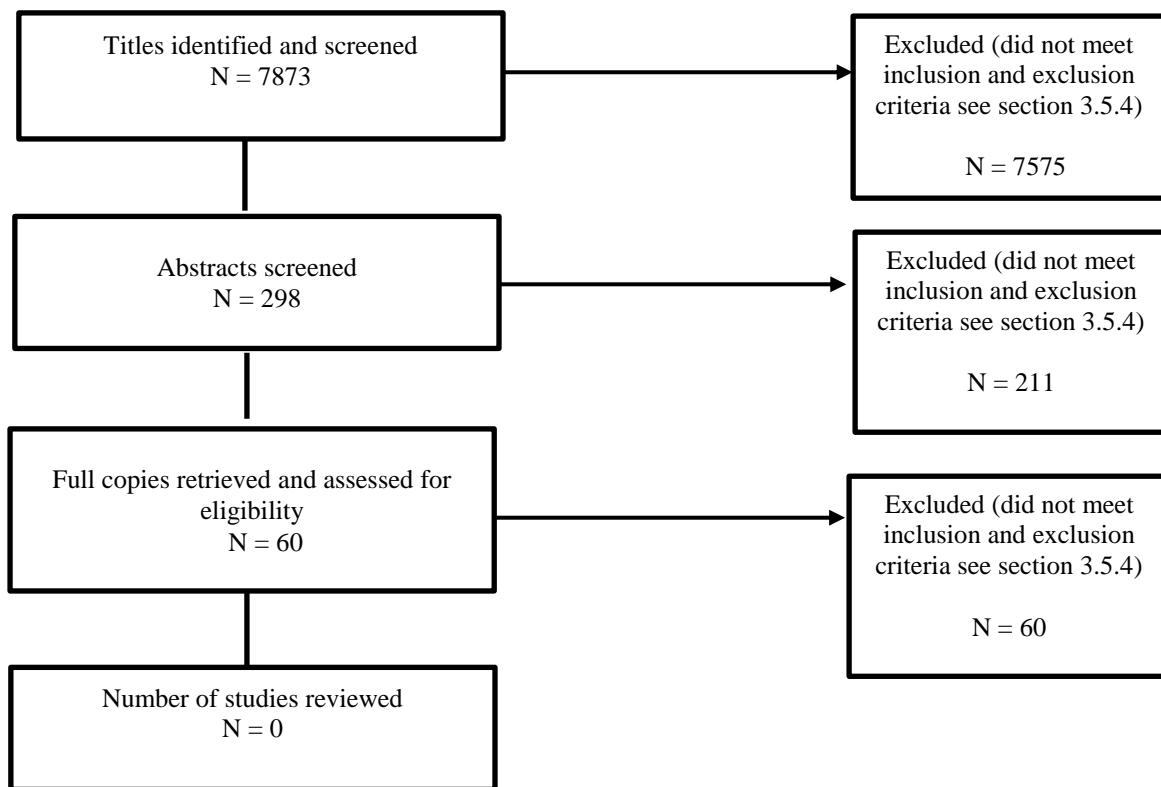 Titles identified and screened
N = 7873
Excluded (did not meet
inclusion and exclusion
criteria see section 3.5.4)
N = 7575
Abstracts screened
N = 298
Excluded (did not meet
inclusion and exclusion
criteria see section 3.5.4)
N = 211
Full copies retrieved and assessed for
eligibility
N = 60
Excluded (did not meet
inclusion and exclusion
criteria see section 3.5.4)
N = 60
Number of studies reviewed
N = 0